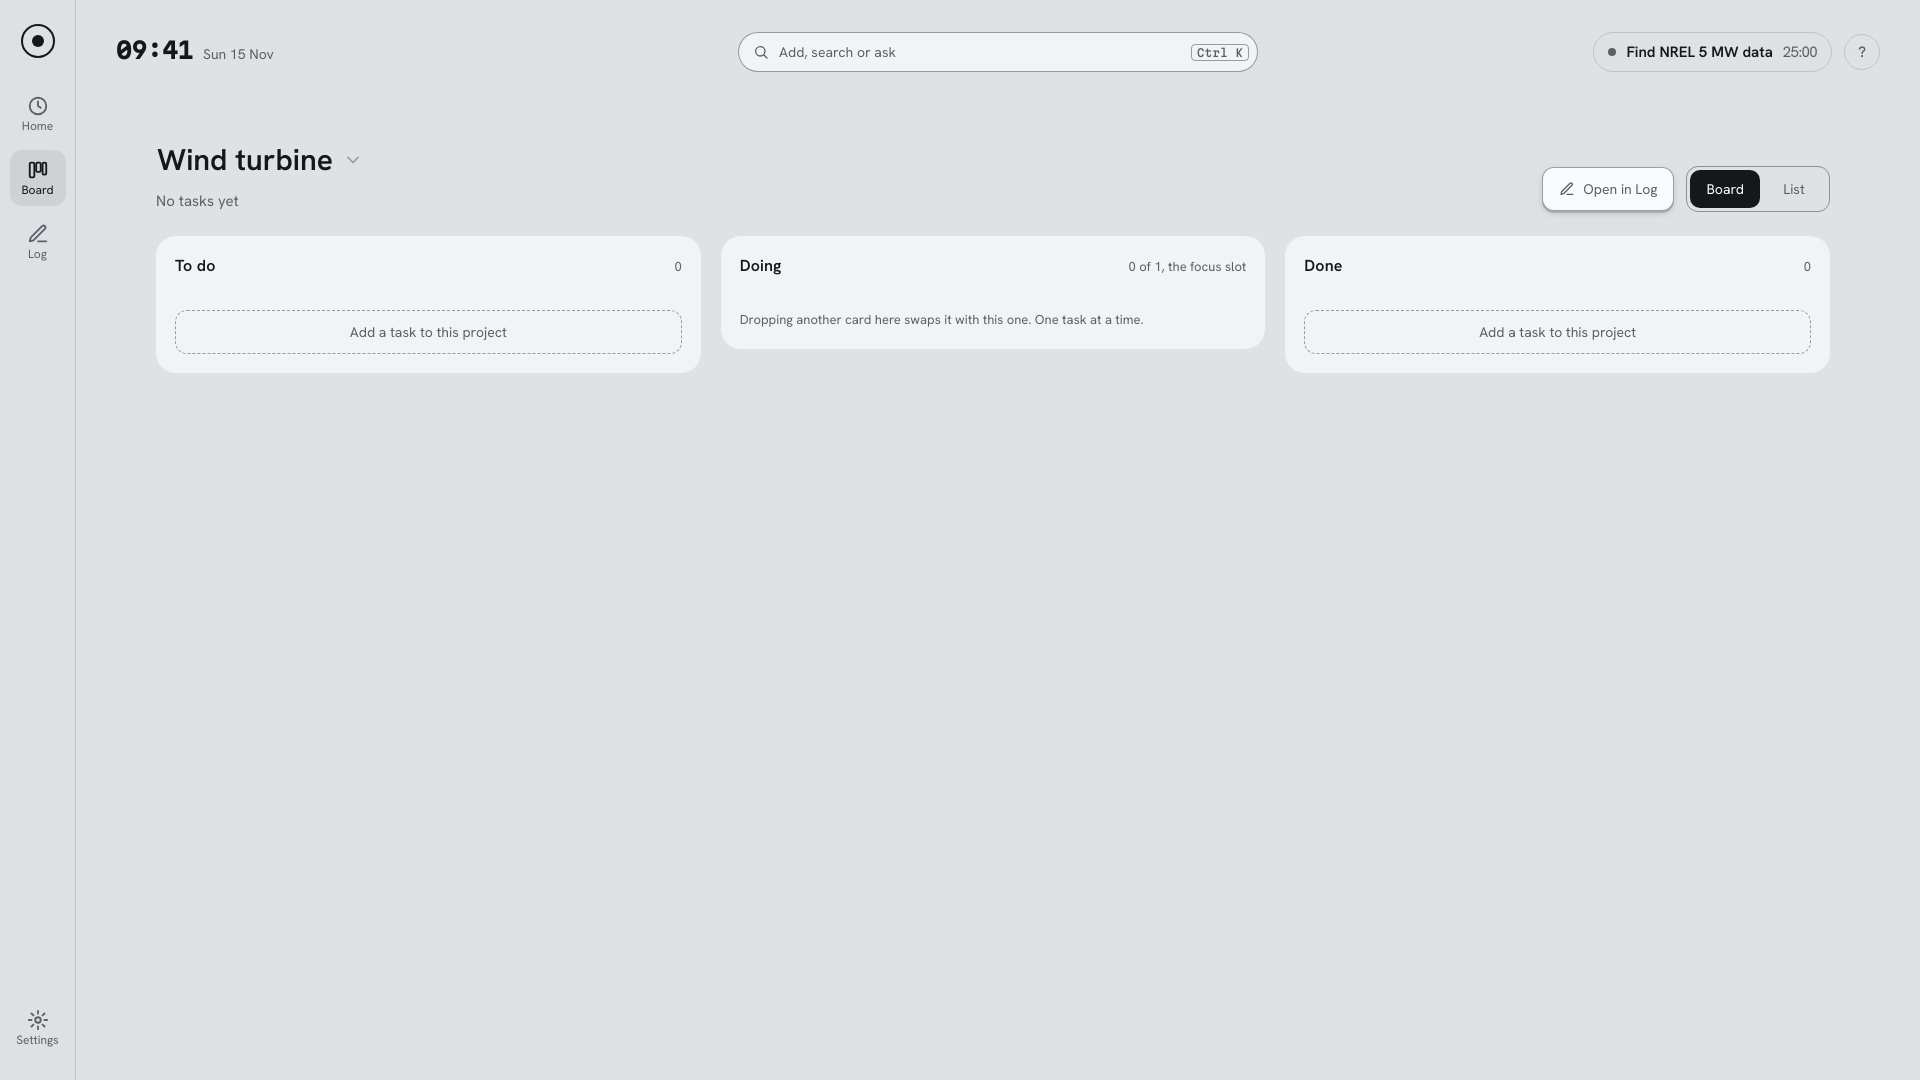 09:41 Sun 15 Nov
Add, search or ask Ctrl K
Find NREL 5 MW data 25:00 ?
Home
Board
Log
Settings
Wind turbine
No tasks yet
Open in Log
Board List
To do 0
Add a task to this project
Doing 0 of 1, the focus slot
Dropping another card here swaps it with this one. One task at a time.
Done 0
Add a task to this project